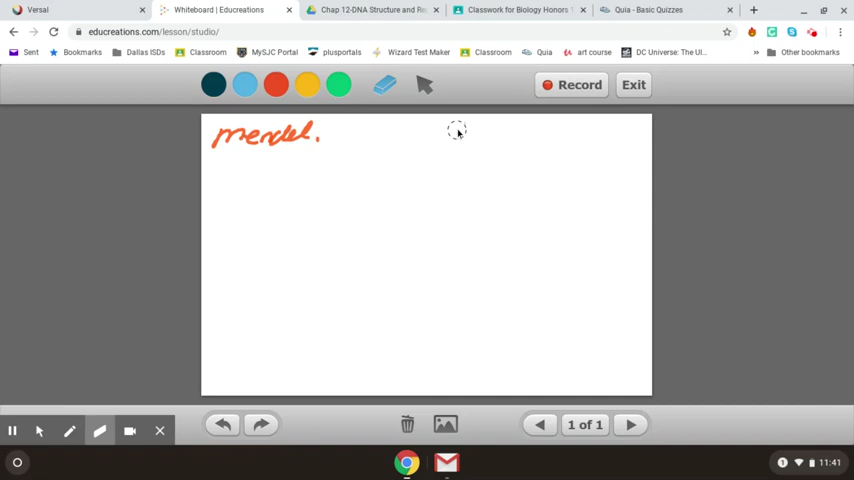 Versal
Whiteboard | Educreations
Chap 12-DNA Structure and Re
Classwork for Biology Honors
Quia - Basic Quizzes
educreations.com/lesson/studio/
Sent
Bookmarks
Dallas ISDs
Classroom
MySJC Portal
plusportals
Wizard Test Maker
Classroom
Quia
art course
DC Universe: The Ul...
Other bookmarks
Record
Exit
mendel.
1 of 1
1
11:41